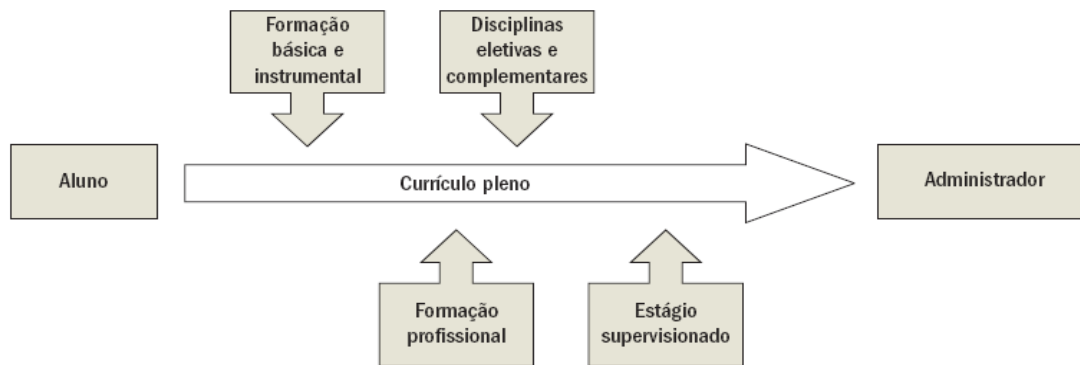 Formação
básica e
instrumental
Disciplinas
eletivas e
complementares
Aluno
Currículo pleno
Administrador
Formação
profissional
Estágio
supervisionado